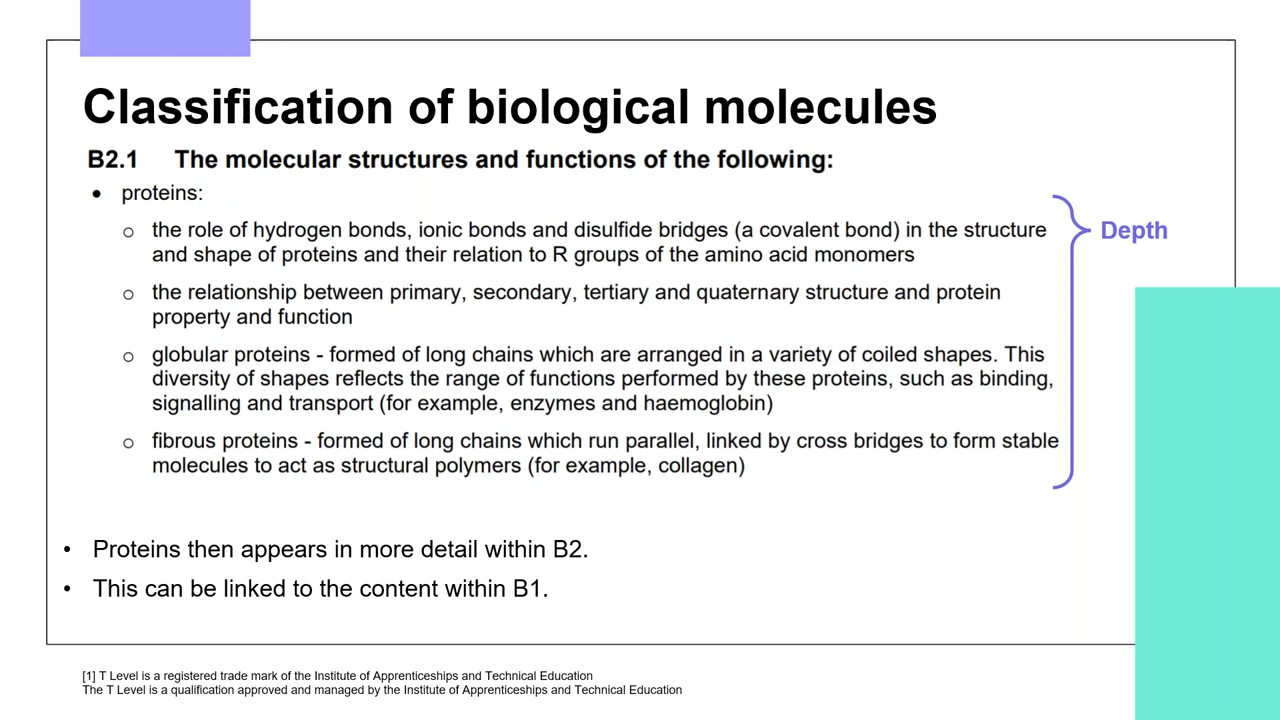 Classification of biological molecules
B2.1 The molecular structures and functions of the following:
• proteins:
○ the role of hydrogen bonds, ionic bonds and disulfide bridges (a covalent bond) in the structure
and shape of proteins and their relation to R groups of the amino acid monomers
○ the relationship between primary, secondary, tertiary and quaternary structure and protein
property and function
○ globular proteins - formed of long chains which are arranged in a variety of coiled shapes. This
diversity of shapes reflects the range of functions performed by these proteins, such as binding,
signalling and transport (for example, enzymes and haemoglobin)
○ fibrous proteins - formed of long chains which run parallel, linked by cross bridges to form stable
molecules to act as structural polymers (for example, collagen)
Depth
• Proteins then appears in more detail within B2.
• This can be linked to the content within B1.
[1] T Level is a registered trade mark of the Institute of Apprenticeships and Technical Education
The T Level is a qualification approved and managed by the Institute of Apprenticeships and Technical Education